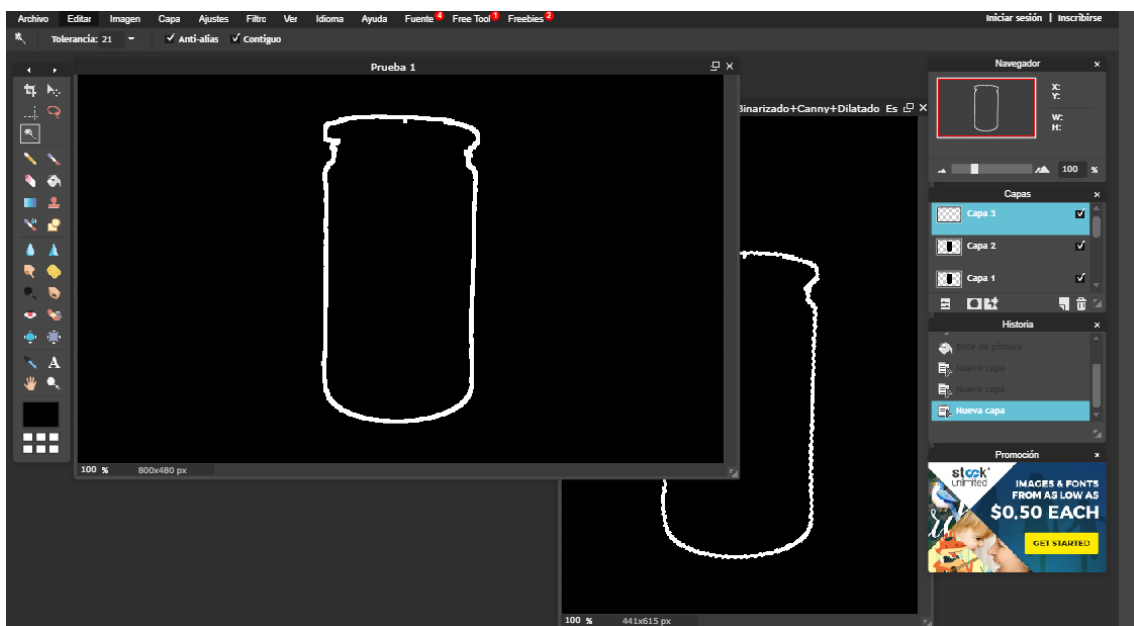 Archivo Editar Imagen Capa Ajustes Filtro Ver Idioma Ayuda Fuente 4 Free Tool 1 Freebies 2 Iniciar sesión | Inscribirse
Tolerancia: 21 Anti-alias Contiguo
Prueba 1
Binarizado+Canny+Dilatado Es
Navegador
X:
Y:
W:
H:
100 %
Capas
Capa 3
Capa 2
Capa 1
Historia
Bote de pintura
Nueva capa
Nueva capa
Nueva capa
Promoción
stock
unlimited
IMAGES & FONTS
FROM AS LOW AS
$0.50 EACH
GET STARTED
A
100 % 800x480 px
100 % 441x615 px